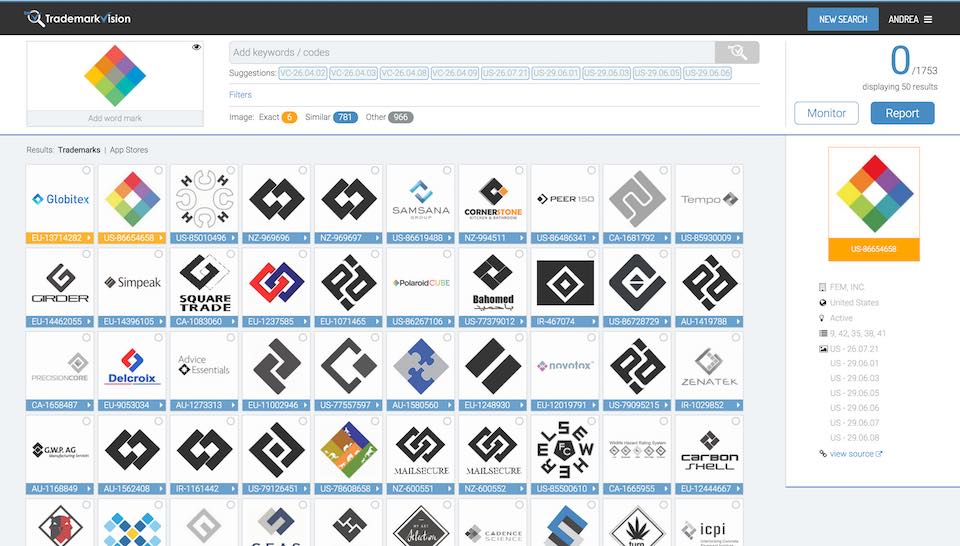 TrademarkVision
NEW SEARCH
ANDREA
Add word mark
Add keywords / codes
Suggestions: VC-26.04.02 VC-26.04.03 VC-26.04.08 VC-26.04.09 US-26.07.21 US-29.06.01 US-29.06.03 US-29.06.05 US-29.06.06
Filters
Image: Exact 6 Similar 781 Other 966
0/1753
displaying 50 results
Monitor Report
Results: Trademarks | App Stores
Globitex
SAMSANA GROUP
CORNERSTONE
KITCHEN & BATHROOM
PEER 150
Tempo
EU-13714282 US-86654658 US-85010496 NZ-969696 NZ-969697 US-86619488 NZ-994511 US-86486341 CA-1681792 US-85930009
GIRDER
Simpeak
SQUARE TRADE
PolaroidCUBE
Bahomed
EU-14462055 EU-14396105 CA-1083060 EU-1237585 EU-1071465 US-86267106 US-77379012 IR-467074 US-86728729 AU-1419788
PRECISIONCORE
Delcroix
Advice Essentials
novotox
ZENATEK
CA-1658487 EU-9053034 AU-1273313 EU-11002946 US-77557597 AU-1580560 EU-1248930 EU-12019791 US-79095215 IR-1029852
G.W.P. AG
Manufacturing Services
MAILSECURE
MAILSECURE
ELSEWHERE
FC
Wildlife Hazard Rating System
CARBON SHELL
AU-1168849 AU-1562408 IR-1161442 US-79126451 US-78608658 NZ-600551 NZ-600552 US-85500610 CA-1665955 EU-12444667
CADENCE SCIENCE
icpi
US-86654658
FEM, INC.
United States
Active
9, 42, 35, 38, 41
US - 26.07.21
US - 29.06.01
US - 29.06.03
US - 29.06.05
US - 29.06.06
US - 29.06.07
US - 29.06.08
view source